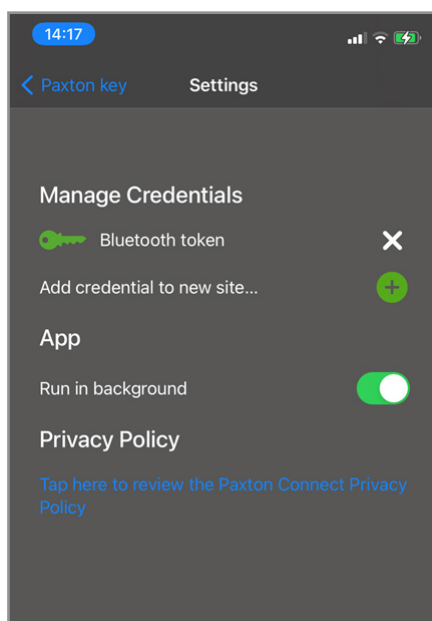 14:17
Paxton key
Settings
Manage Credentials
Bluetooth token
Add credential to new site...
App
Run in background
Privacy Policy
Tap here to review the Paxton Connect Privacy
Policy